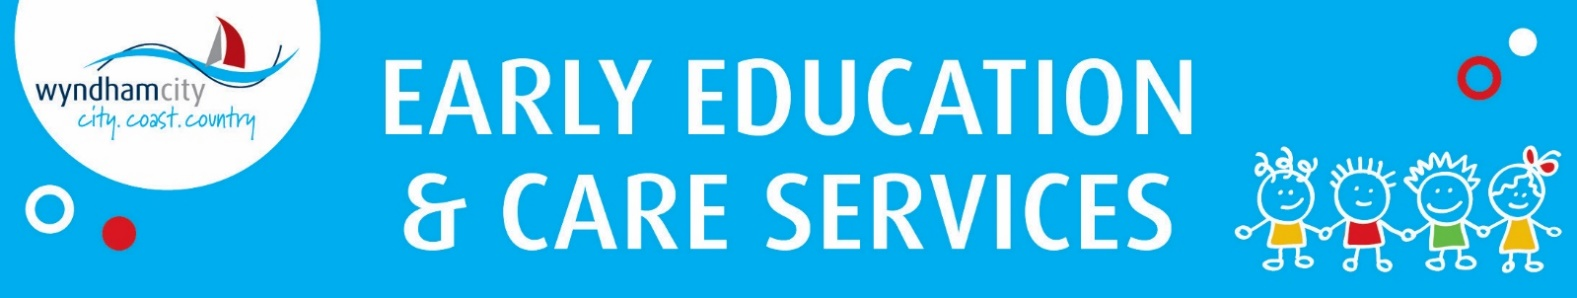 wyndhamcity
city.coast.country
EARLY EDUCATION
& CARE SERVICES